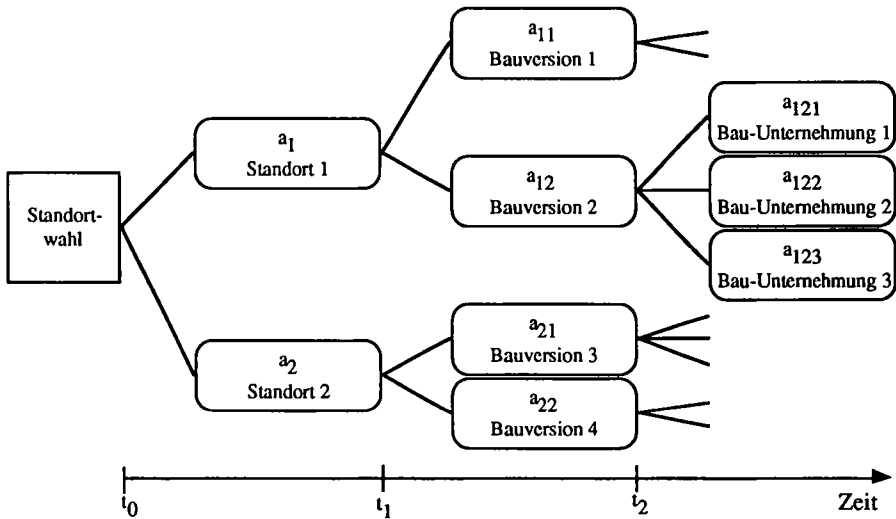 a11
Bauversion 1
a121
Bau-Unternehmung 1
a1
Standort 1
a12
Bauversion 2
a122
Bau-Unternehmung 2
Standort-
wahl
a123
Bau-Unternehmung 3
a21
Bauversion 3
a2
Standort 2
a22
Bauversion 4
t0
t1
t2
Zeit